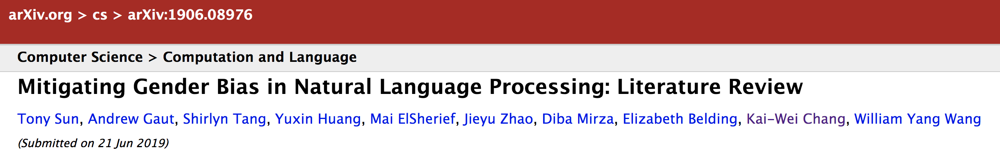 arXiv.org > cs > arXiv:1906.08976
Computer Science > Computation and Language
Mitigating Gender Bias in Natural Language Processing: Literature Review
Tony Sun, Andrew Gaut, Shirlyn Tang, Yuxin Huang, Mai ElSherief, Jieyu Zhao, Diba Mirza, Elizabeth Belding, Kai-Wei Chang, William Yang Wang
(Submitted on 21 Jun 2019)